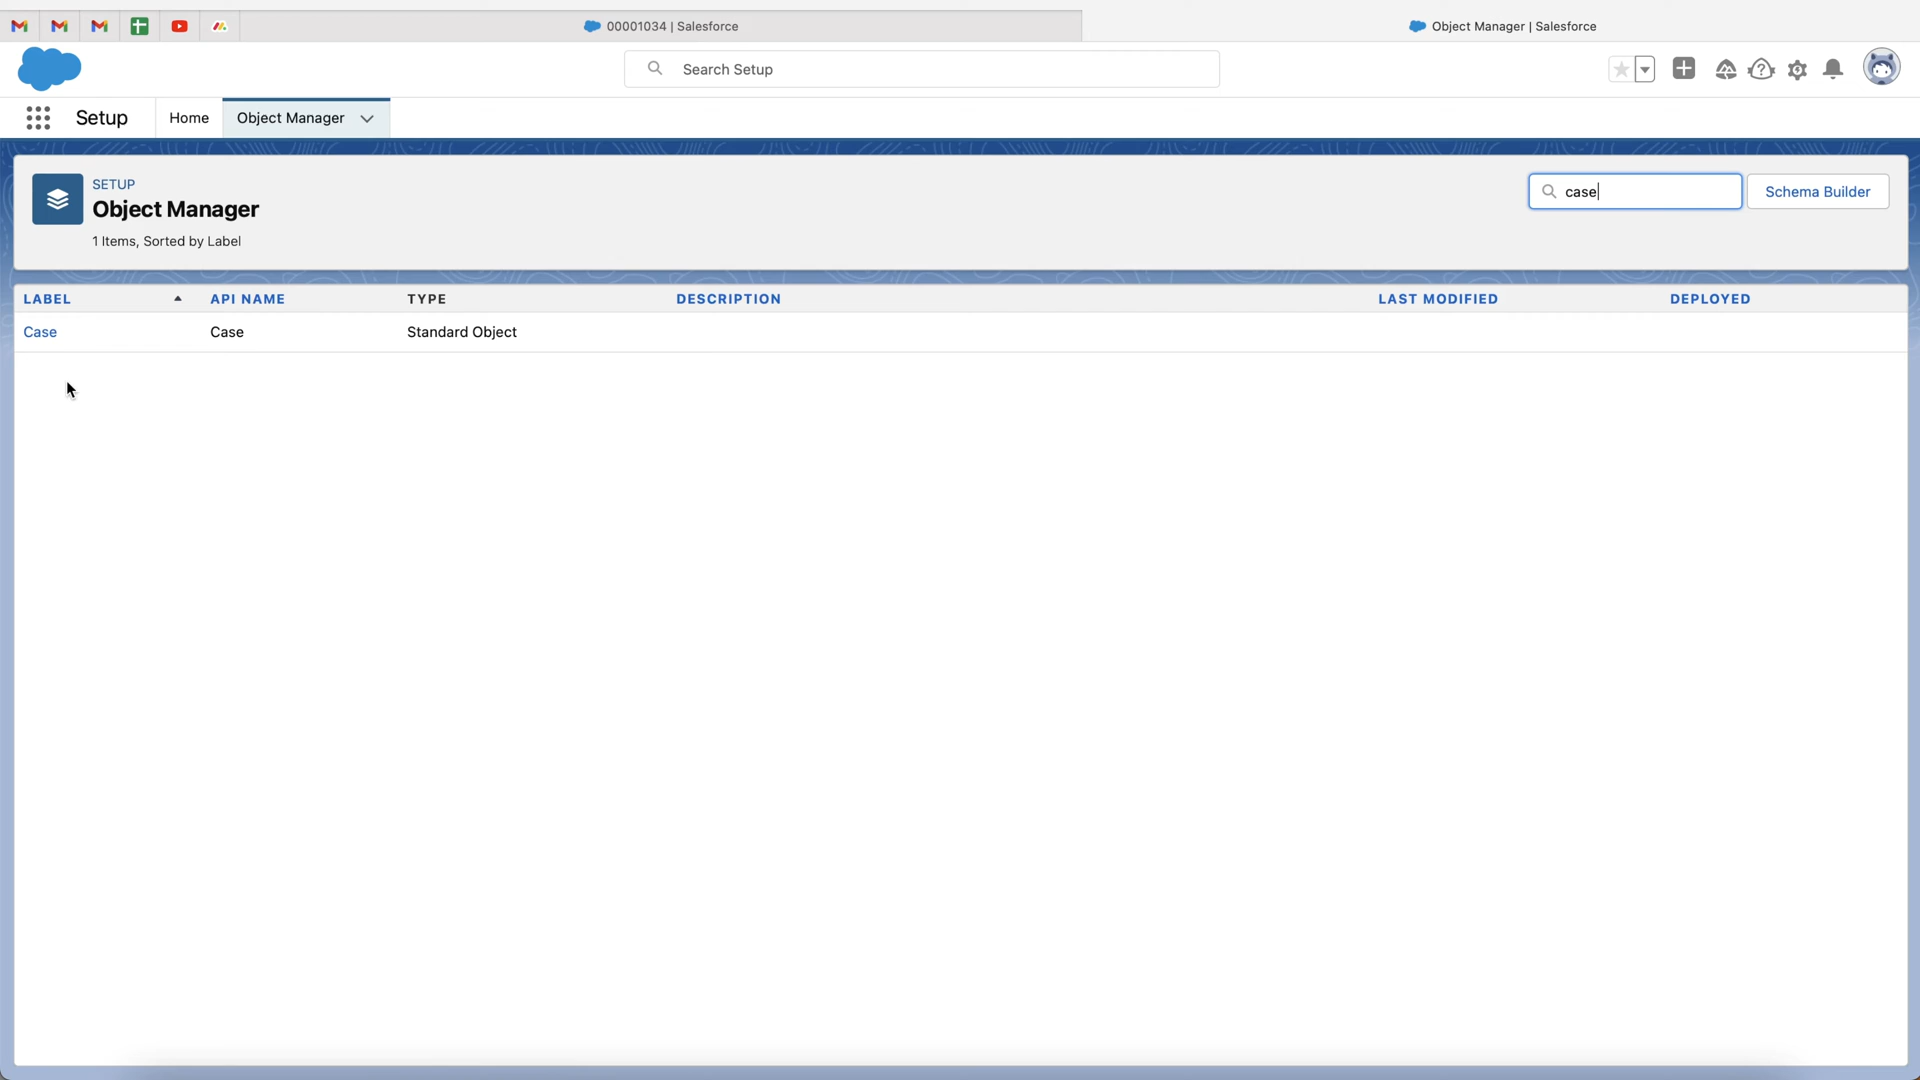 00001034 | Salesforce
Object Manager | Salesforce
Search Setup
Setup
Home
Object Manager
SETUP
Object Manager
1 Items, Sorted by Label
case
Schema Builder
LABEL API NAME TYPE DESCRIPTION LAST MODIFIED DEPLOYED
Case Case Standard Object